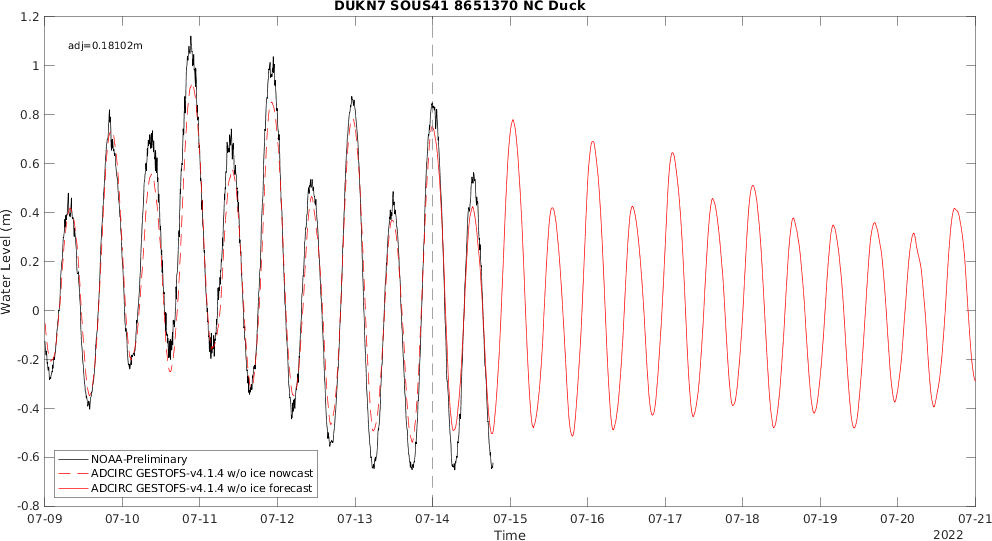 DUKN7 SOUS41 8651370 NC Duck
adj=0.18102m
1.2
1
0.8
0.6
0.4
0.2
0
-0.2
-0.4
-0.6
-0.8
Water Level (m)
NOAA-Preliminary
ADCIRC GESTOFS-v4.1.4 w/o ice nowcast
ADCIRC GESTOFS-v4.1.4 w/o ice forecast
07-09 07-10 07-11 07-12 07-13 07-14 07-15 07-16 07-17 07-18 07-19 07-20 07-21
Time
2022